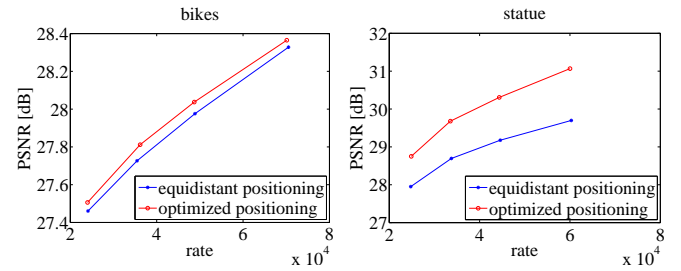 bikes
PSNR [dB]
28.4
28.2
28
27.8
27.6
27.4
2
4
6
8
rate
x 10^4
equidistant positioning
optimized positioning
statue
PSNR [dB]
32
31
30
29
28
27
2
4
6
8
rate
x 10^4
equidistant positioning
optimized positioning